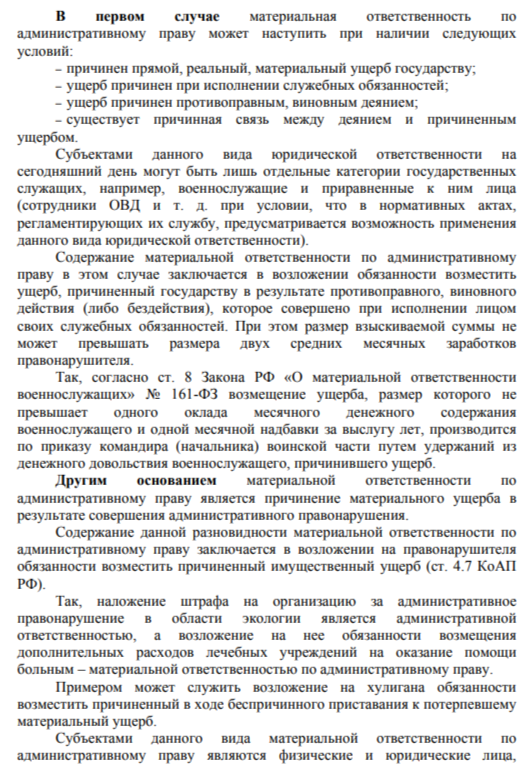 В первом случае материальная ответственность по
административному праву может наступить при наличии следующих
условий:
– причинен прямой, реальный, материальный ущерб государству;
– ущерб причинен при исполнении служебных обязанностей;
– ущерб причинен противоправным, виновным деянием;
– существует причинная связь между деянием и причиненным
ущербом.
Субъектами данного вида юридической ответственности на
сегодняшний день могут быть лишь отдельные категории государственных
служащих, например, военнослужащие и приравненные к ним лица
(сотрудники ОВД и т. д. при условии, что в нормативных актах,
регламентирующих их службу, предусматривается возможность применения
данного вида юридической ответственности).
Содержание материальной ответственности по административному
праву в этом случае заключается в возложении обязанности возместить
ущерб, причиненный государству в результате противоправного, виновного
действия (либо бездействия), которое совершено при исполнении лицом
своих служебных обязанностей. При этом размер взыскиваемой суммы не
может превышать размера двух средних месячных заработков
правонарушителя.
Так, согласно ст. 8 Закона РФ «О материальной ответственности
военнослужащих» № 161-ФЗ возмещение ущерба, размер которого не
превышает одного оклада месячного денежного содержания
военнослужащего и одной месячной надбавки за выслугу лет, производится
по приказу командира (начальника) воинской части путем удержаний из
денежного довольствия военнослужащего, причинившего ущерб.
Другим основанием материальной ответственности по
административному праву является причинение материального ущерба в
результате совершения административного правонарушения.
Содержание данной разновидности материальной ответственности по
административному праву заключается в возложении на правонарушителя
обязанности возместить причиненный имущественный ущерб (ст. 4.7 КоАП
РФ).
Так, наложение штрафа на организацию за административное
правонарушение в области экологии является административной
ответственностью, а возложение на нее обязанности возмещения
дополнительных расходов лечебных учреждений на оказание помощи
больным – материальной ответственностью по административному праву.
Примером может служить возложение на хулигана обязанности
возместить причиненный в ходе беспричинного приставания к потерпевшему
материальный ущерб.
Субъектами данного вида материальной ответственности по
административному праву являются физические и юридические лица,